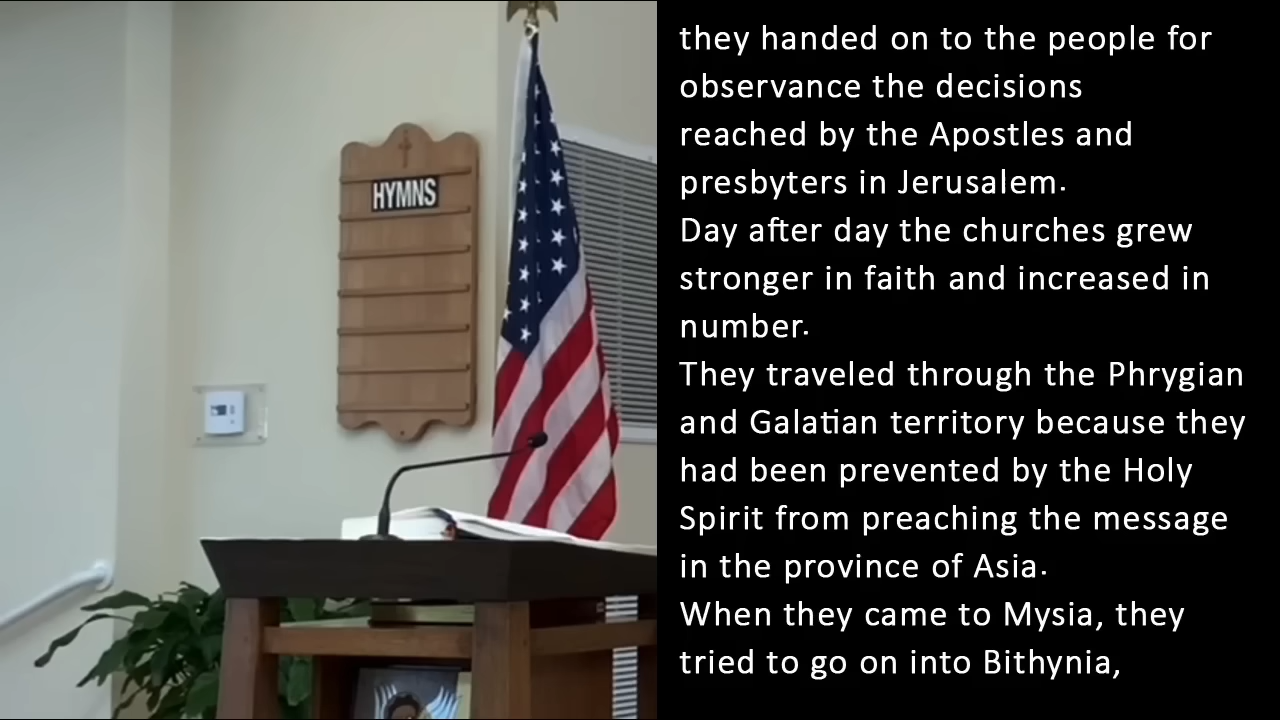 HYMNS
they handed on to the people for
observance the decisions
reached by the Apostles and
presbyters in Jerusalem.
Day after day the churches grew
stronger in faith and increased in
number.
They traveled through the Phrygian
and Galatian territory because they
had been prevented by the Holy
Spirit from preaching the message
in the province of Asia.
When they came to Mysia, they
tried to go on into Bithynia,